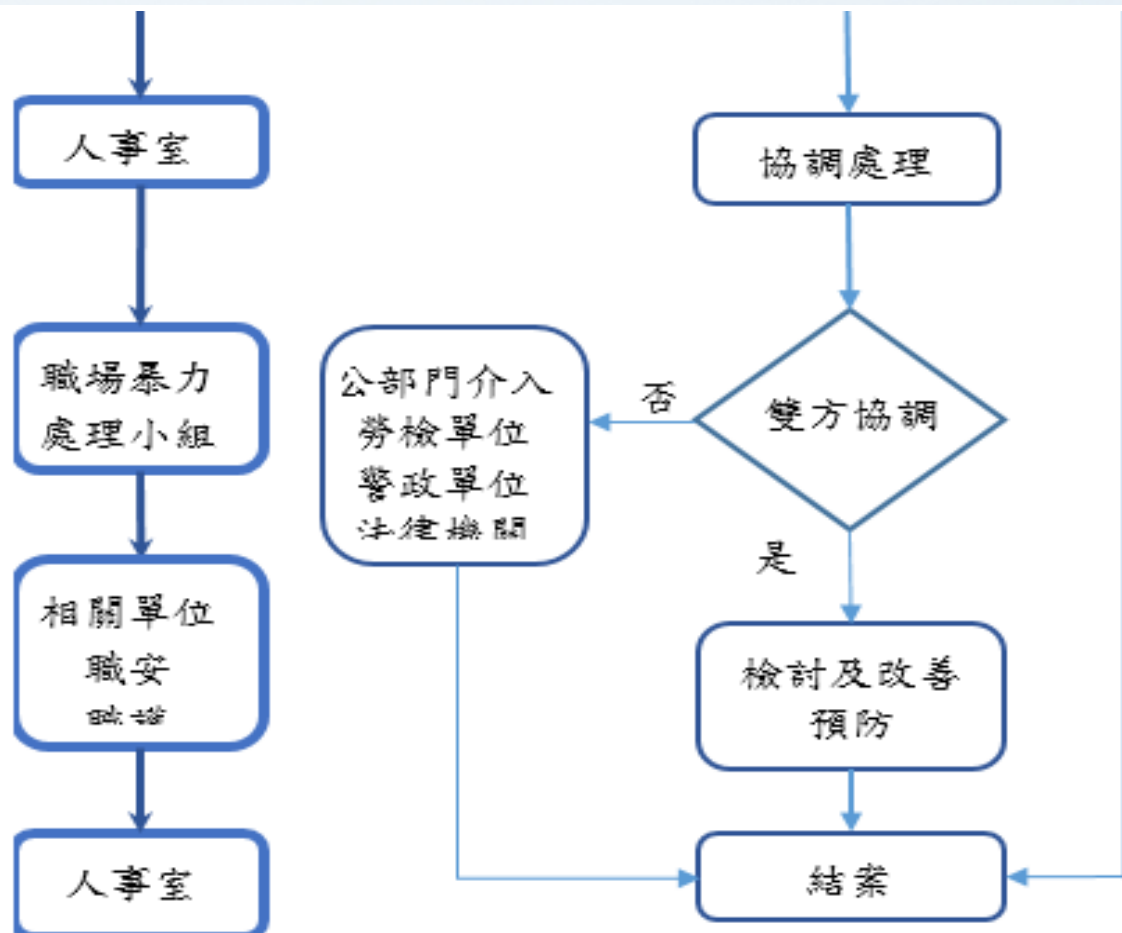 人事室
職場暴力
處理小組
相關單位
職安
人事室
協調處理
雙方協調
否
是
公部門介入
勞檢單位
警政單位
法律機關
檢討及改善
預防
結案